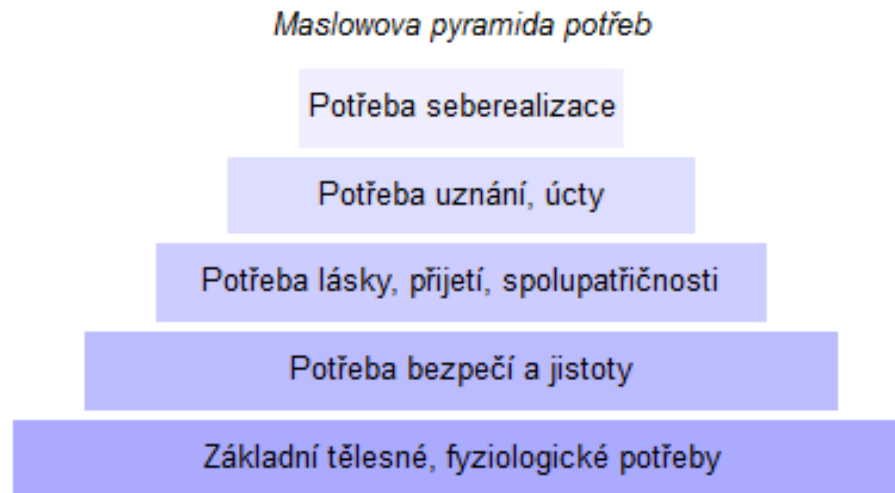 Maslowova pyramida potřeb
Potřeba seberealizace
Potřeba uznání, úcty
Potřeba lásky, přijetí, spolupatřičnosti
Potřeba bezpečí a jistoty
Základní tělesné, fyziologické potřeby